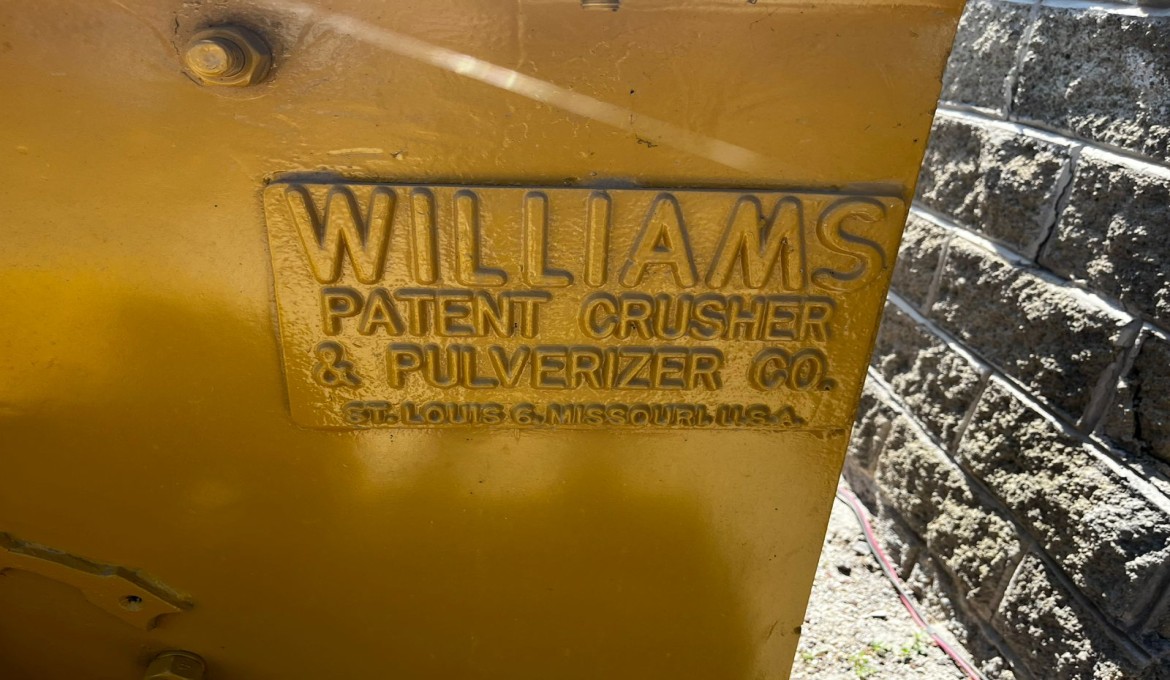 WILLIAMS
PATENT CRUSHER
& PULVERIZER CO.
ST. LOUIS 6, MISSOURI, U.S.A.